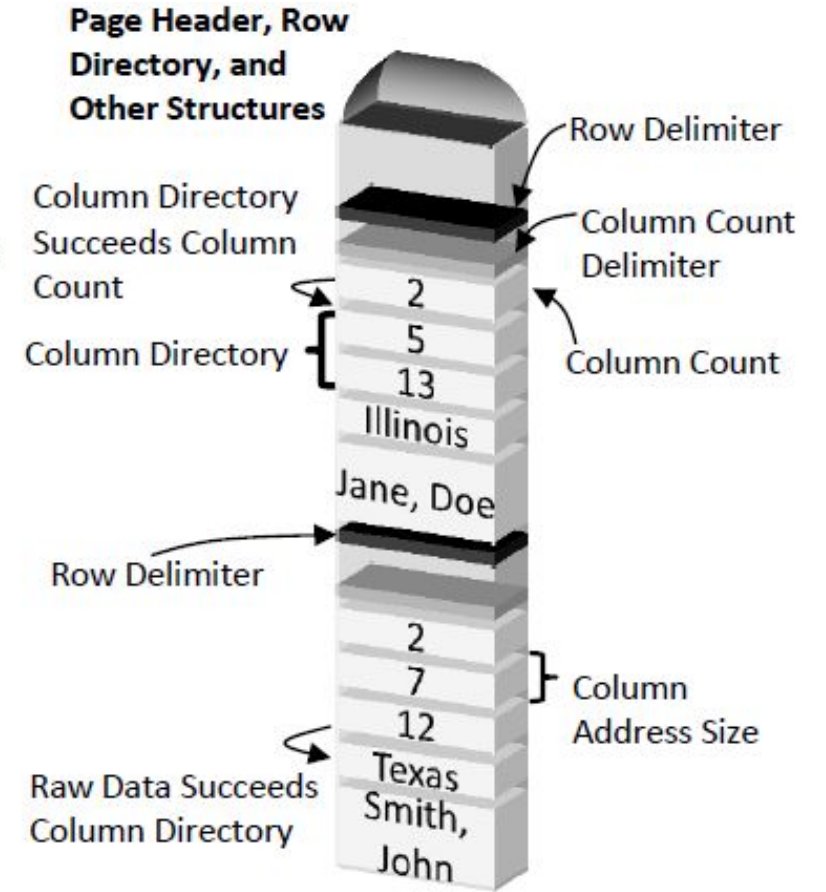 Page Header, Row
Directory, and
Other Structures
Row Delimiter
Column Directory
Succeeds Column
Count
Column Count
Delimiter
2
Column Count
5
Column Directory
13
Illinois
Jane, Doe
Row Delimiter
2
7
Column
Address Size
12
Raw Data Succeeds
Column Directory
Texas
Smith,
John